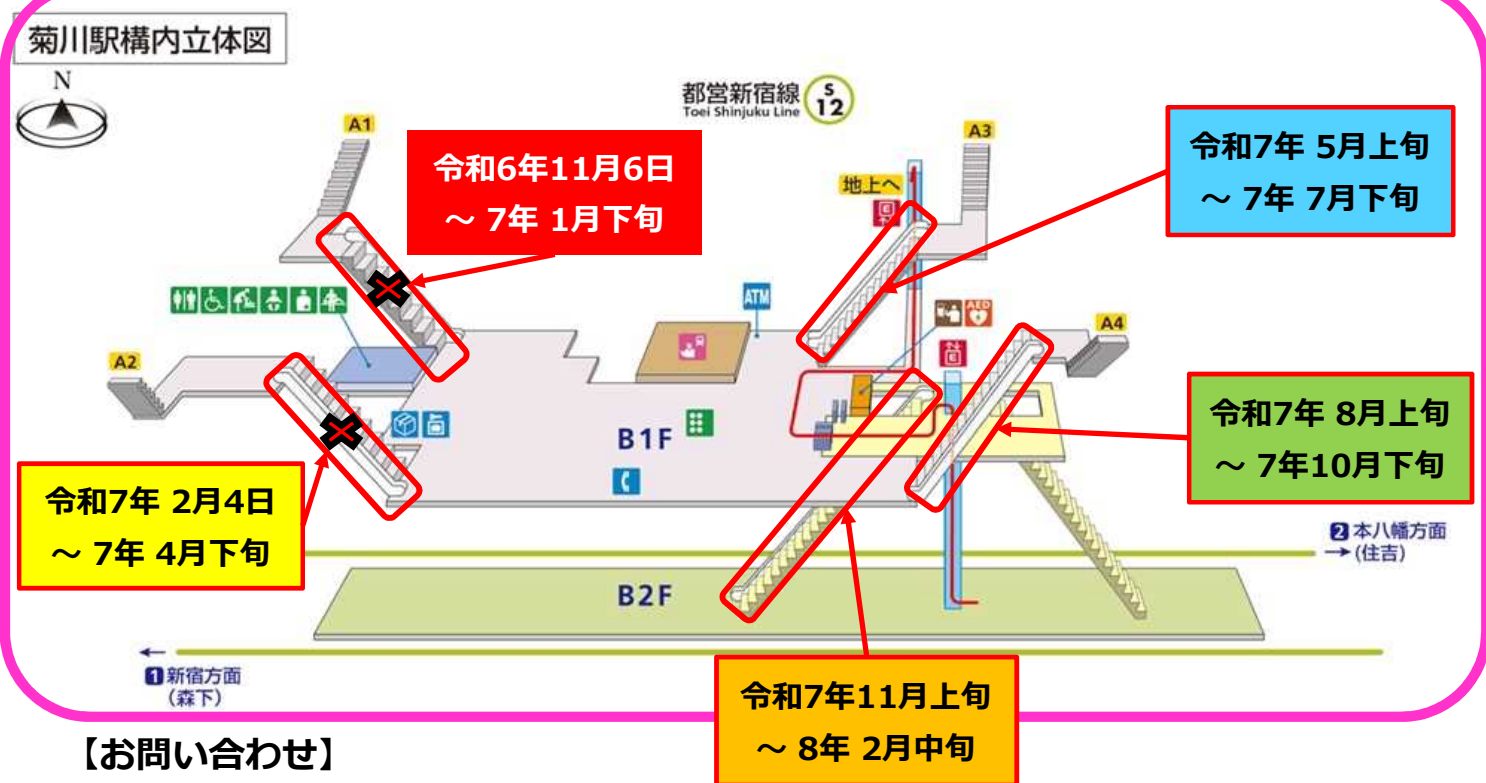 菊川駅構内立体図
N
都営新宿線
Toei Shinjuku Line
S
12
A1
A3
令和6年11月6日
～ 7年 1月下旬
令和7年 5月上旬
～ 7年 7月下旬
地上へ
E
ATM
AED
A2
A4
E
令和7年 8月上旬
～ 7年10月下旬
B1F
令和7年 2月4日
～ 7年 4月下旬
2 本八幡方面
→ (住吉)
B2F
←
1 新宿方面
(森下)
令和7年11月上旬
～ 8年 2月中旬
【お問い合わせ】